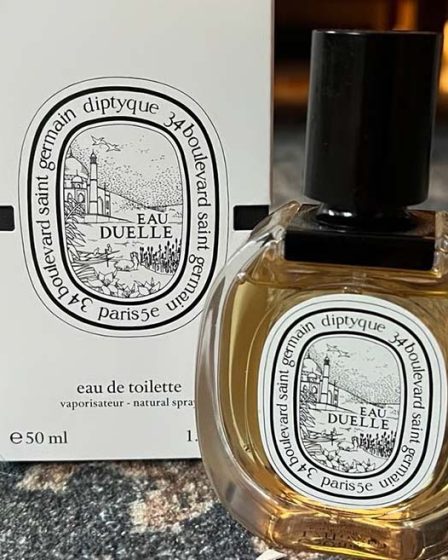 diptyque 34 boulevard saint germain paris5e 34 boulevard saint germain
EAU
DUELLE
eau de toilette
vaporisateur - natural spray
e 50 ml
diptyque 34 boulevard saint germain paris5e 34 boulevard saint germain
EAU
DUELLE